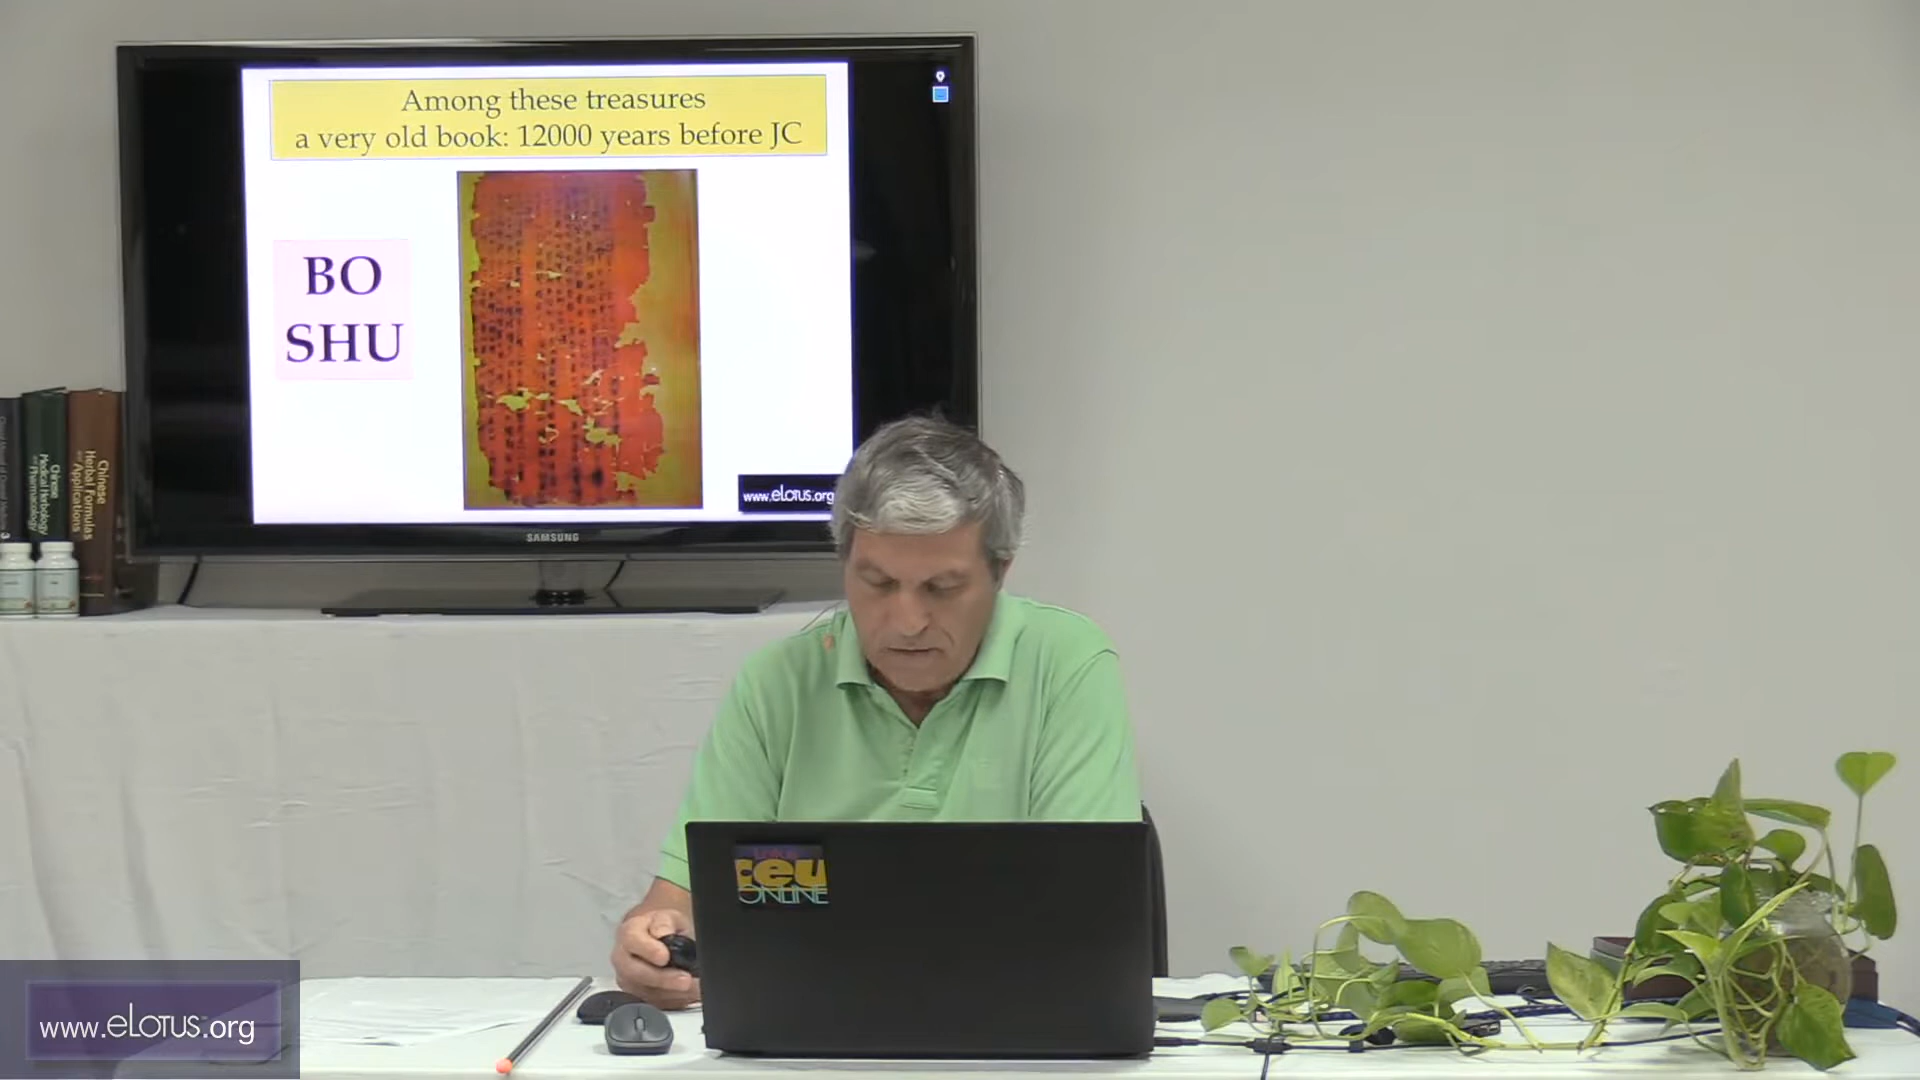 Among these treasures
a very old book: 12000 years before JC
BO
SHU
www.eLotus.org
SAMSUNG
Chinese
Medical Herbology
and Pharmacology
Chinese
Herbal Formulas
and Applications
3
ceu
ONLINE
www.eLotus.org